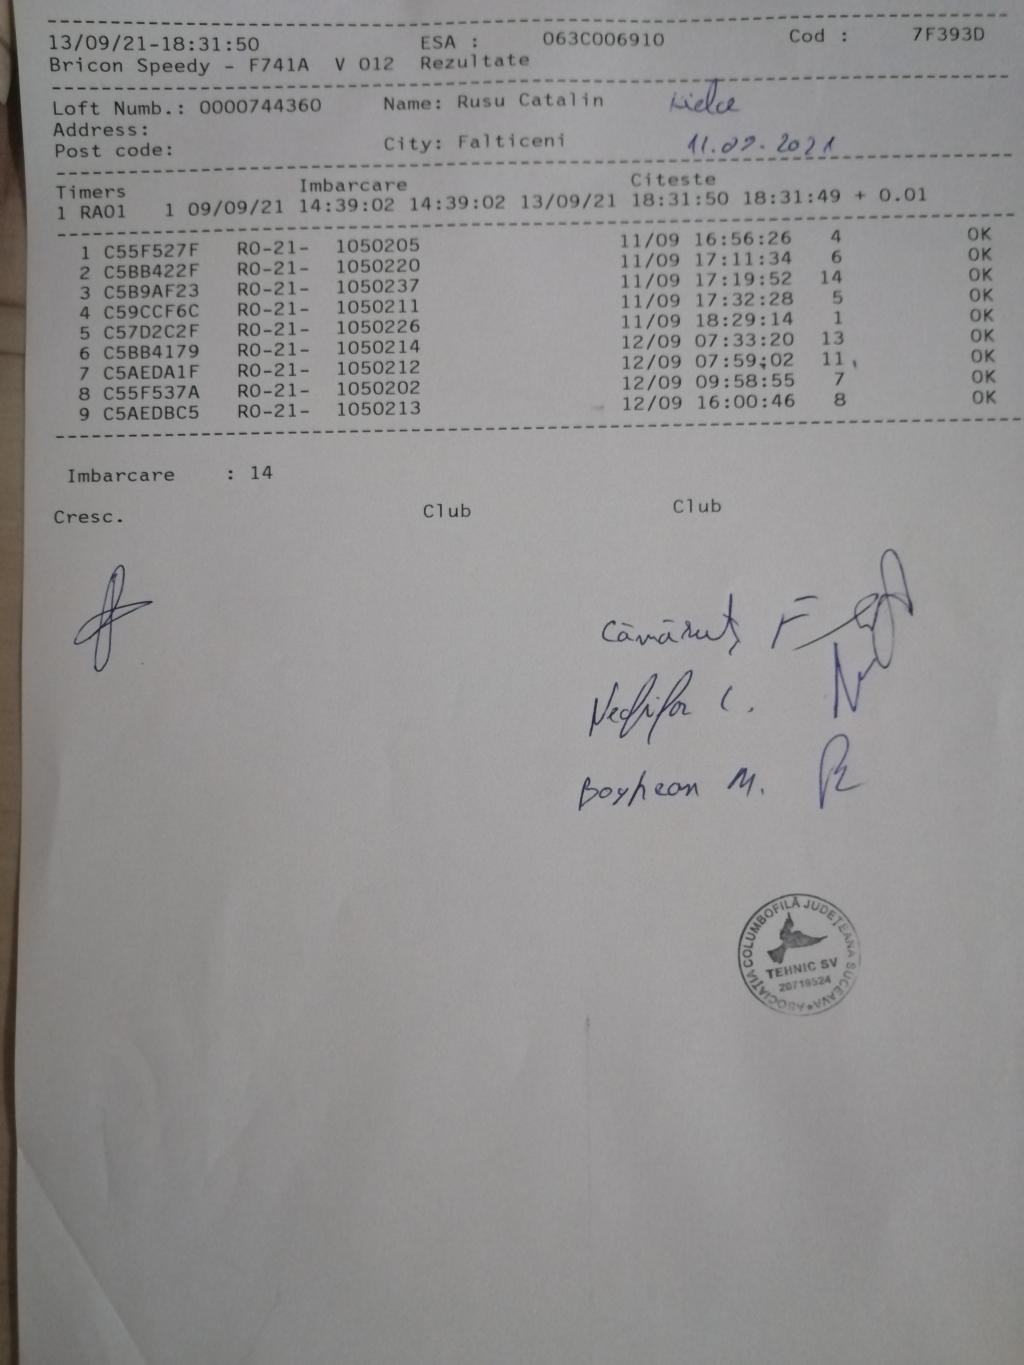 13/09/21-18:31:50 ESA : 063C006910 Cod : 7F393D
Bricon Speedy - F741A V 012 Rezultate
Loft Numb.: 0000744360 Name: Rusu Catalin Kielce
Address:
Post code: City: Falticeni 11.09.2021
Timers Imbarcare Citeste
1 RA01 1 09/09/21 14:39:02 14:39:02 13/09/21 18:31:50 18:31:49 + 0.01
1 C55F527F RO-21- 1050205 11/09 16:56:26 4 OK
2 C5BB422F RO-21- 1050220 11/09 17:11:34 6 OK
3 C5B9AF23 RO-21- 1050237 11/09 17:19:52 14 OK
4 C59CCF6C RO-21- 1050211 11/09 17:32:28 5 OK
5 C57D2C2F RO-21- 1050226 11/09 18:29:14 1 OK
6 C5BB4179 RO-21- 1050214 12/09 07:33:20 13 OK
7 C5AEDA1F RO-21- 1050212 12/09 07:59:02 11 OK
8 C55F537A RO-21- 1050202 12/09 09:58:55 7 OK
9 C5AEDBC5 RO-21- 1050213 12/09 16:00:46 8 OK
Imbarcare : 14
Cresc. Club Club
Cămăruț F
Nechifor C.
M.
ASOCIAȚIA COLUMBOFILĂ JUDEȚEANA SUCEAVA
TEHNIC SV
20719524